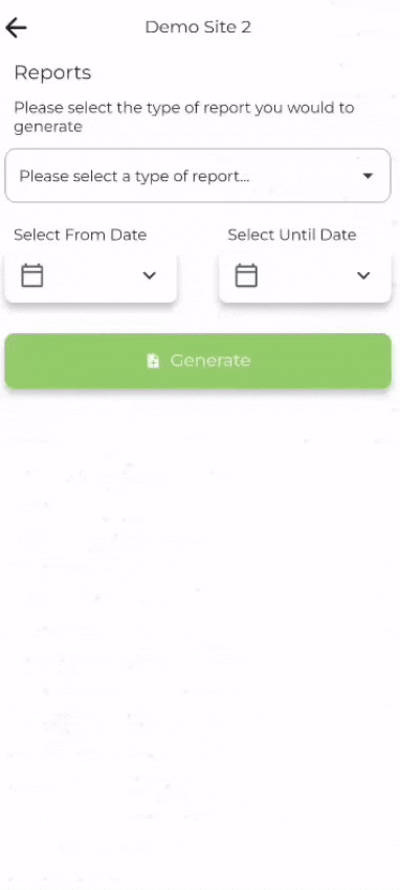 Demo Site 2
Reports
Please select the type of report you would to
generate
Please select a type of report...
Select From Date
Select Until Date
Generate